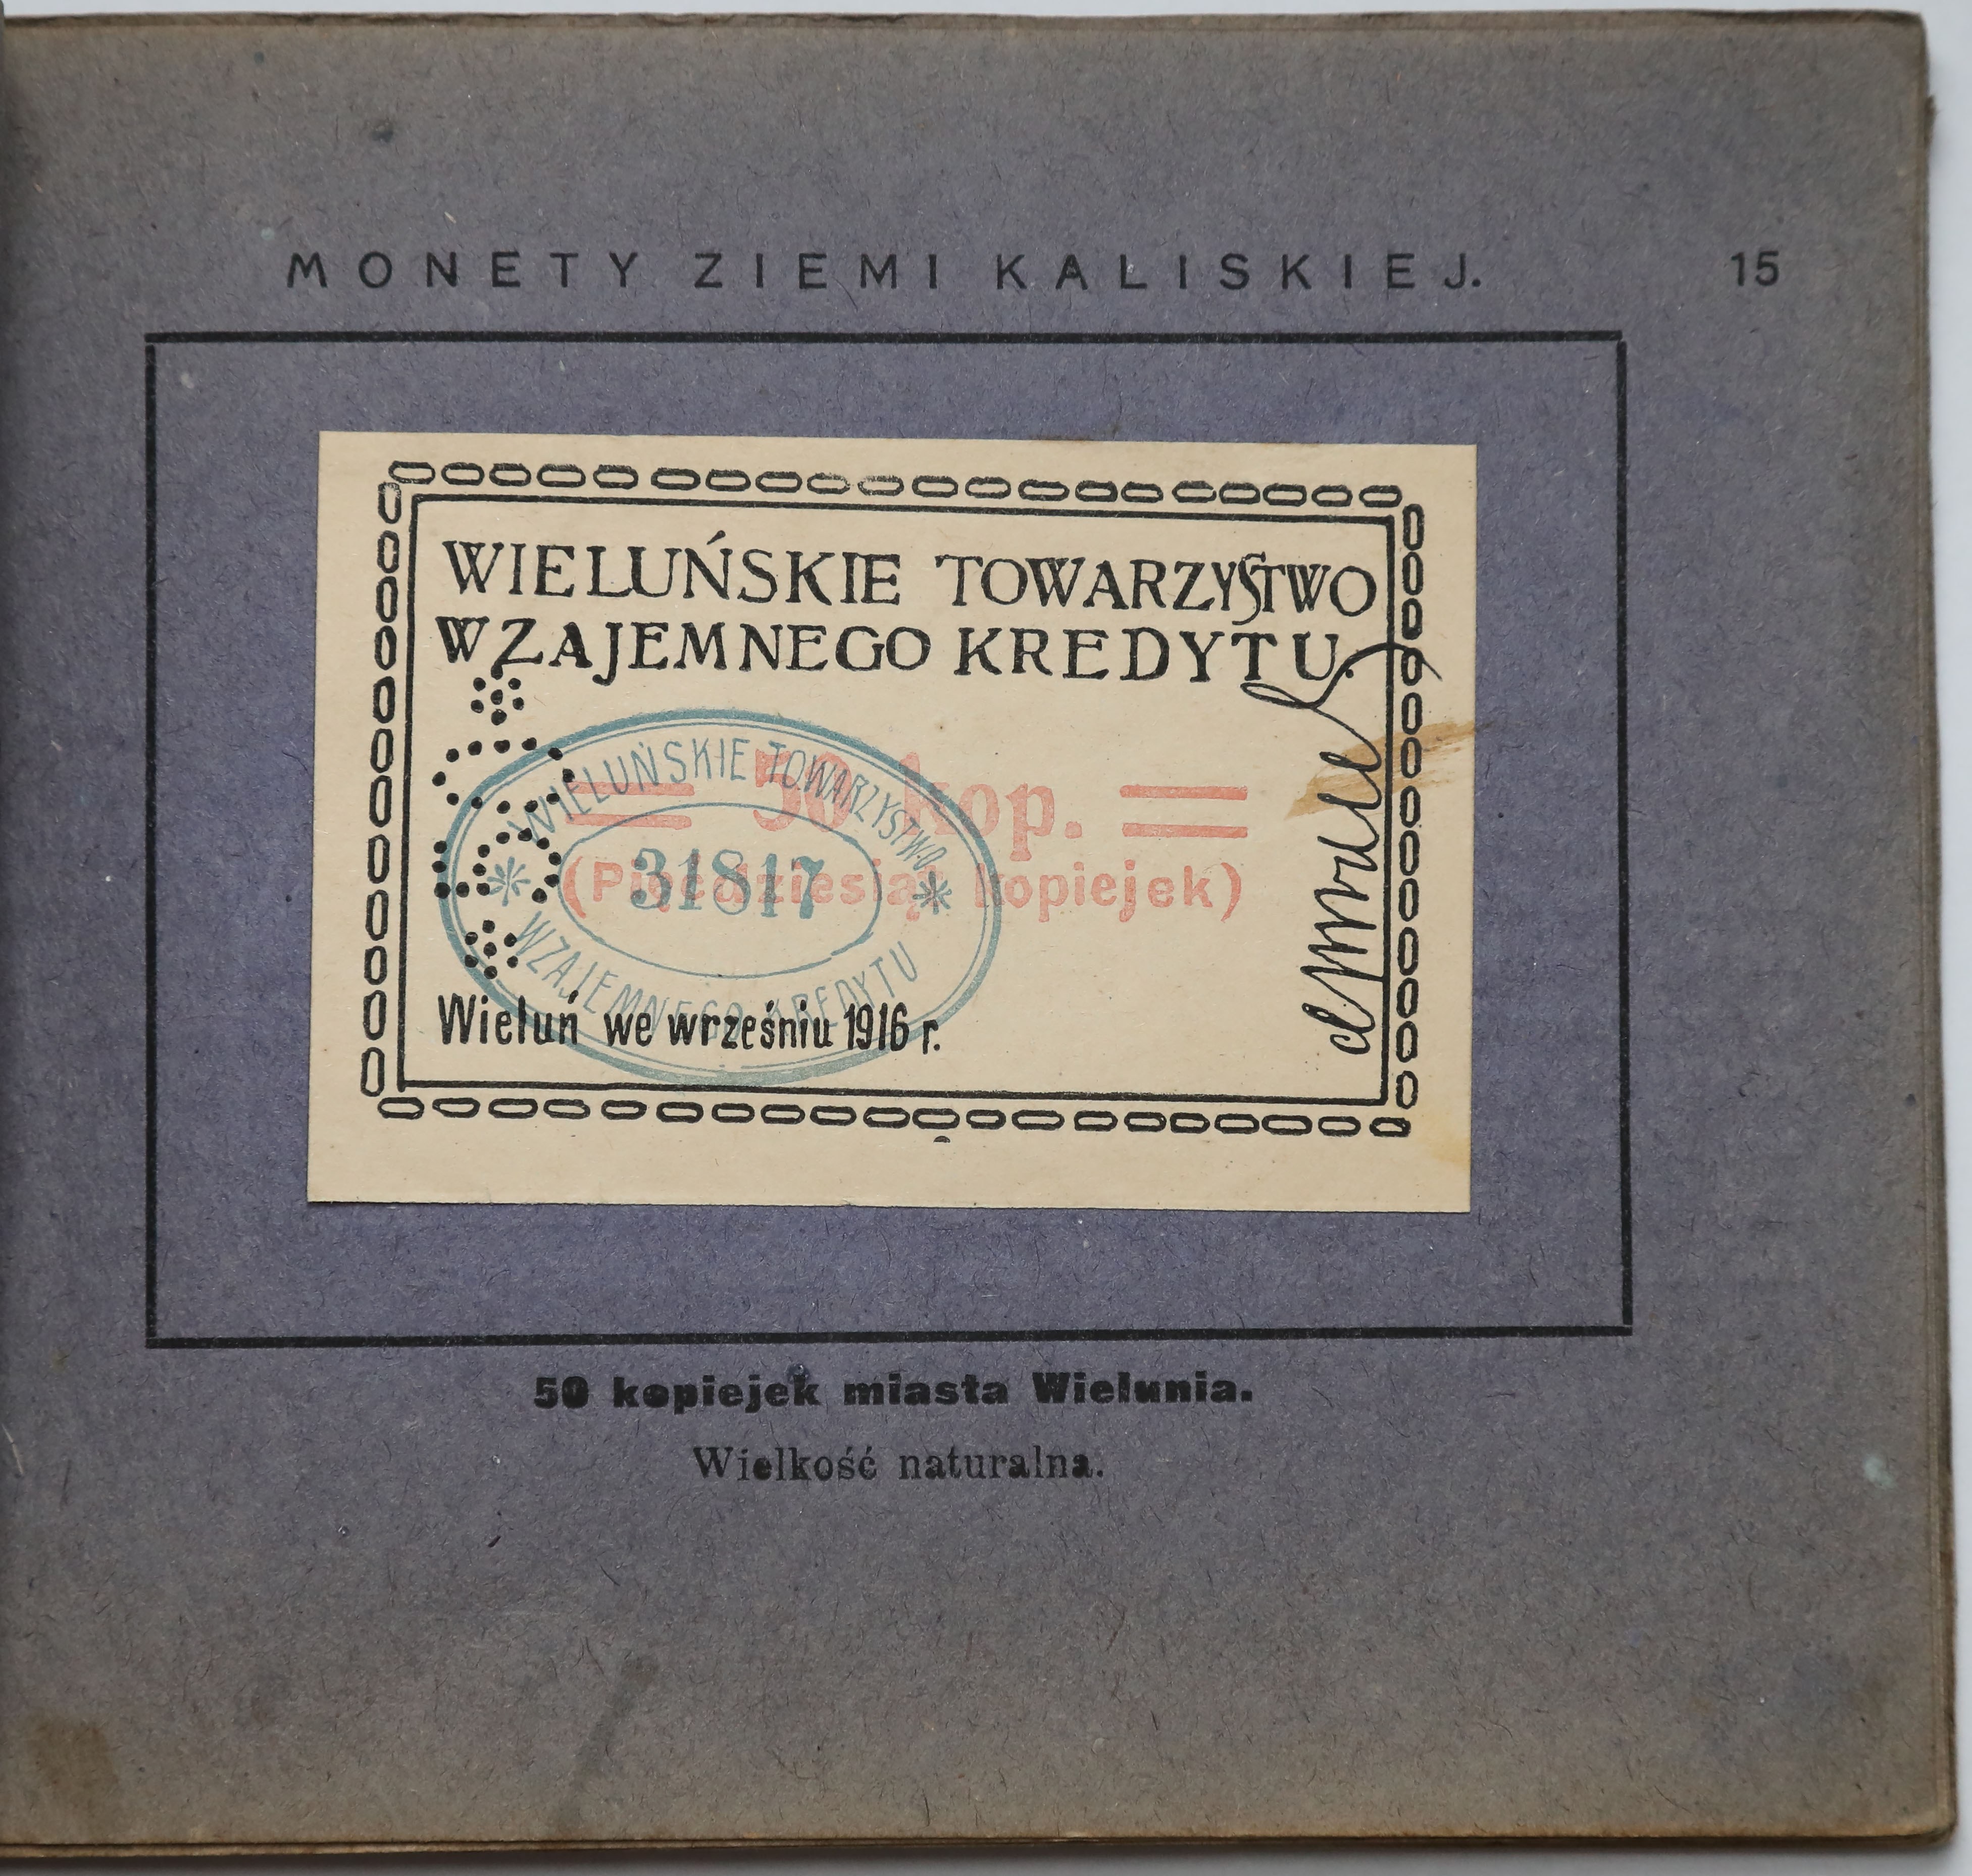 MONETY ZIEMI KALISKIEJ. 15
WIELUŃSKIE TOWARZYSTWO
WZAJEMNEGO KREDYTU.
WIELUŃSKIE TOWARZYSTWO
50 kop.
31817
(Pięćdziesiąt kopiejek)
WZAJEMNEGO KREDYTU
Wieluń we wrześniu 1916 r.
50 kopiejek miasta Wielunia.
Wielkość naturalna.